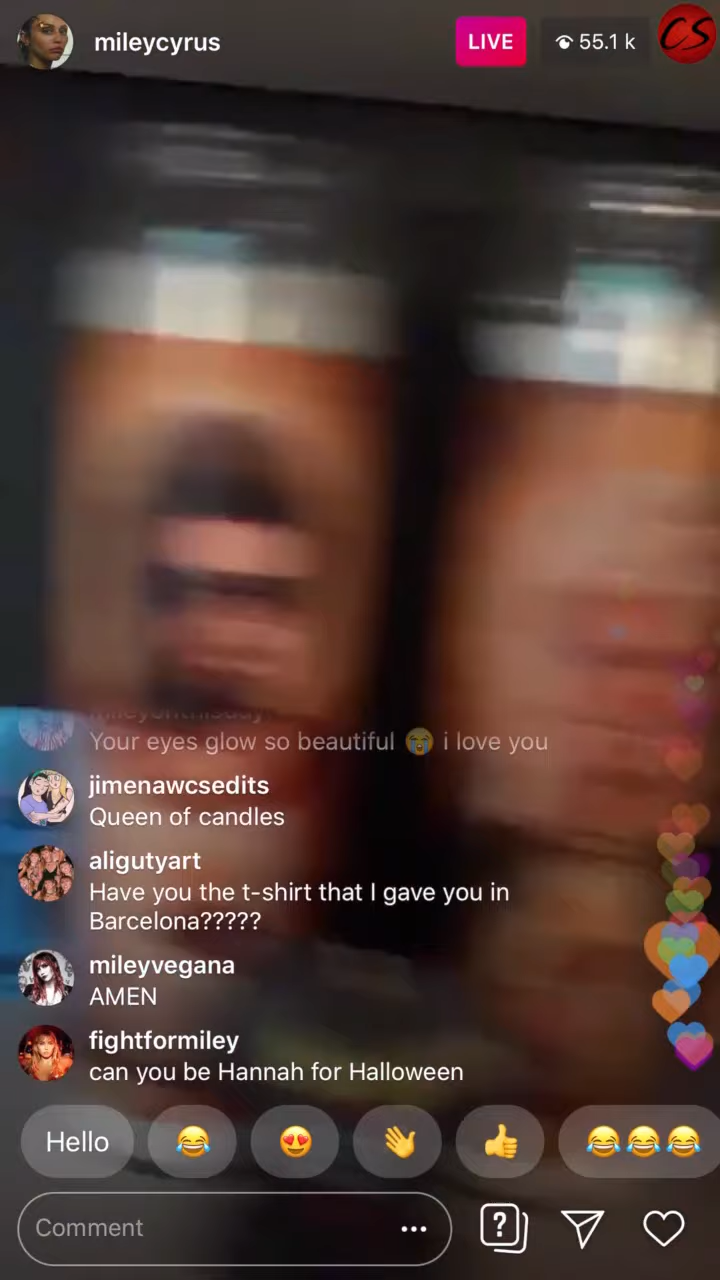 mileycyrus
LIVE
55.1 k
CS
Your eyes glow so beautiful 😭 i love you
jimenawcsedits
Queen of candles
aligutyart
Have you the t-shirt that I gave you in
Barcelona?????
mileyvegana
AMEN
fightformiley
can you be Hannah for Halloween
Hello 😂 😍 👋 👍 😂😂😂
Comment